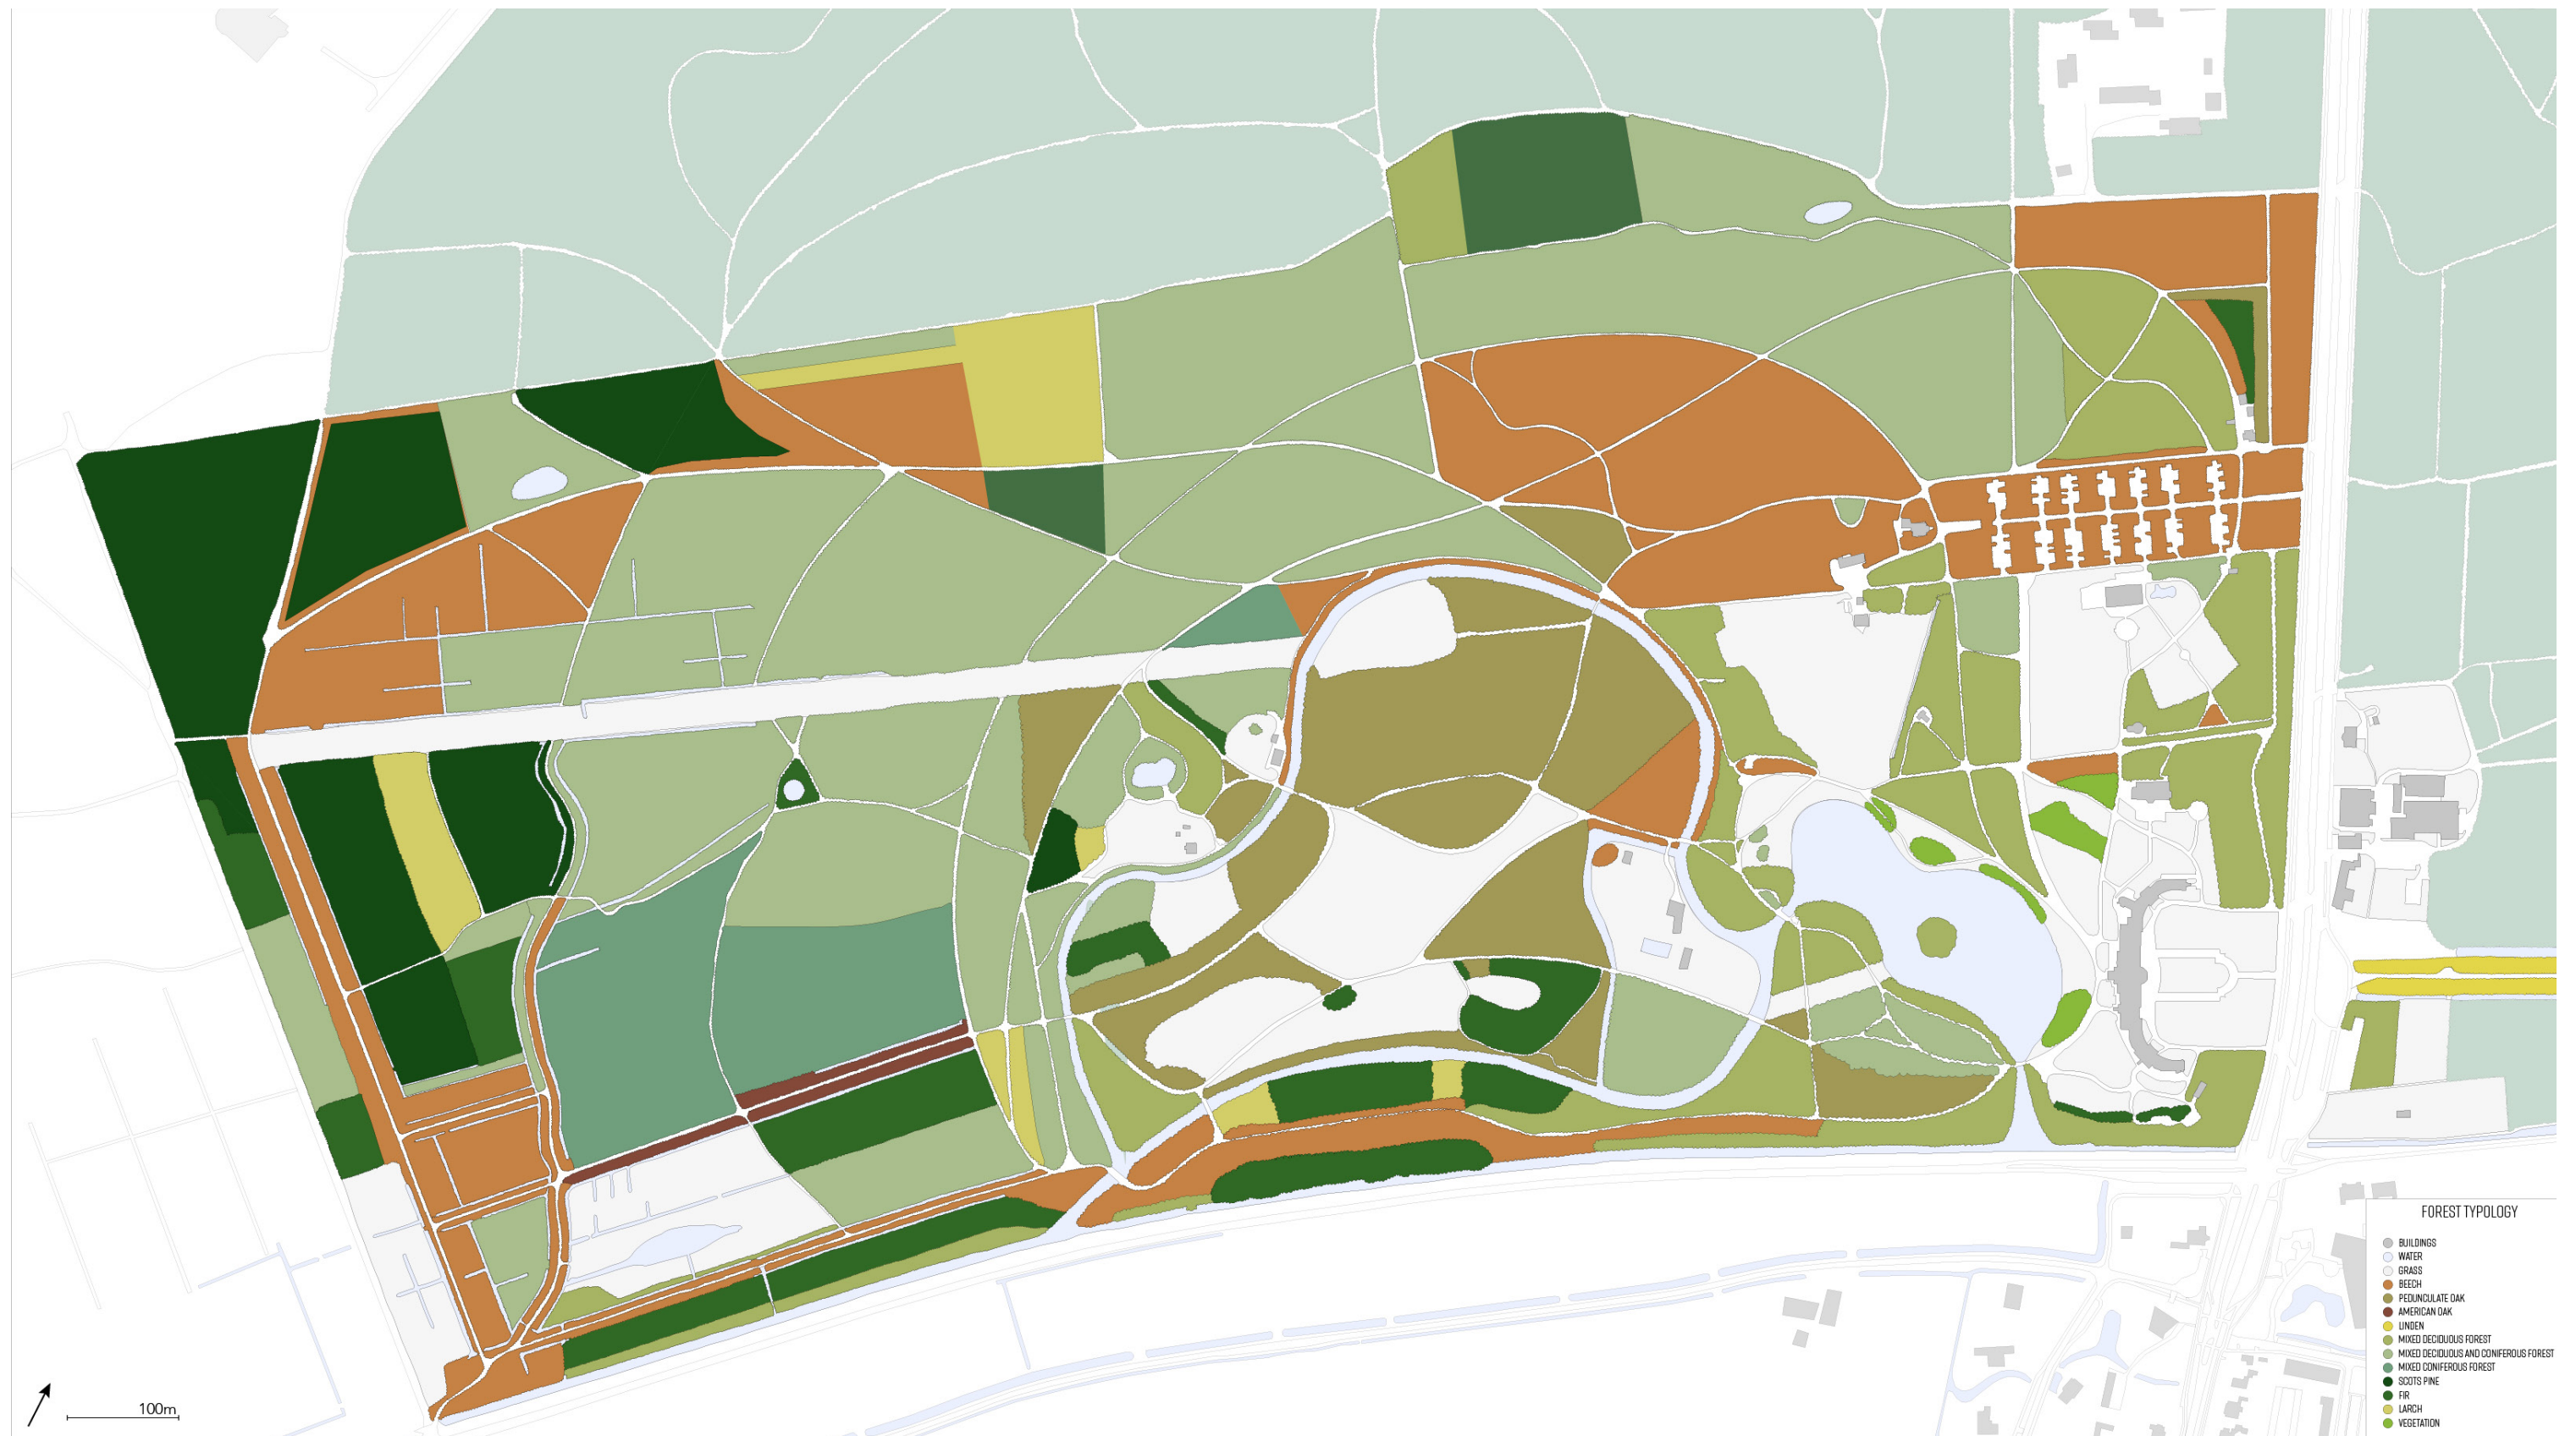 100m
FOREST TYPOLOGY
BUILDINGS
WATER
GRASS
BEECH
PEDUNCULATE OAK
AMERICAN OAK
LINDEN
MIXED DECIDUOUS FOREST
MIXED DECIDUOUS AND CONIFEROUS FOREST
MIXED CONIFEROUS FOREST
SCOTS PINE
FIR
LARCH
VEGETATION